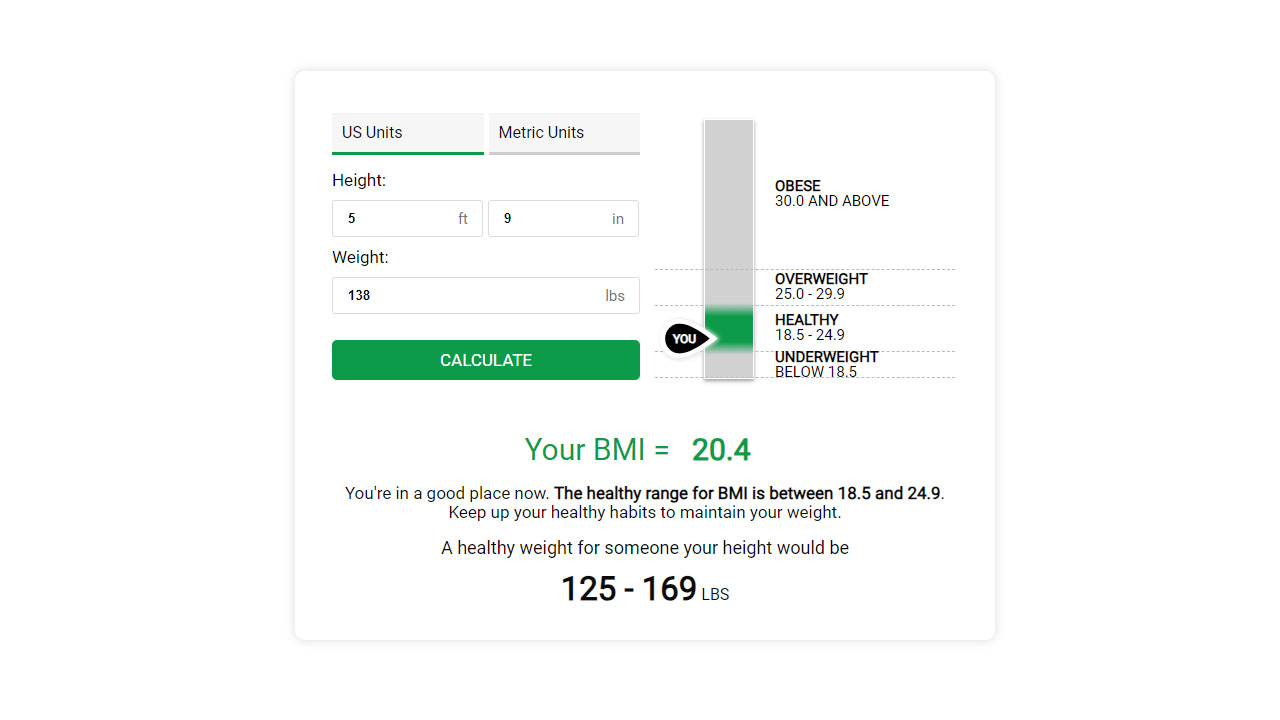 US Units Metric Units
Height:
5 ft 9 in
Weight:
138 lbs
CALCULATE
OBESE
30.0 AND ABOVE
OVERWEIGHT
25.0 - 29.9
HEALTHY
18.5 - 24.9
YOU
UNDERWEIGHT
BELOW 18.5
Your BMI = 20.4
You're in a good place now. The healthy range for BMI is between 18.5 and 24.9.
Keep up your healthy habits to maintain your weight.
A healthy weight for someone your height would be
125 - 169 LBS